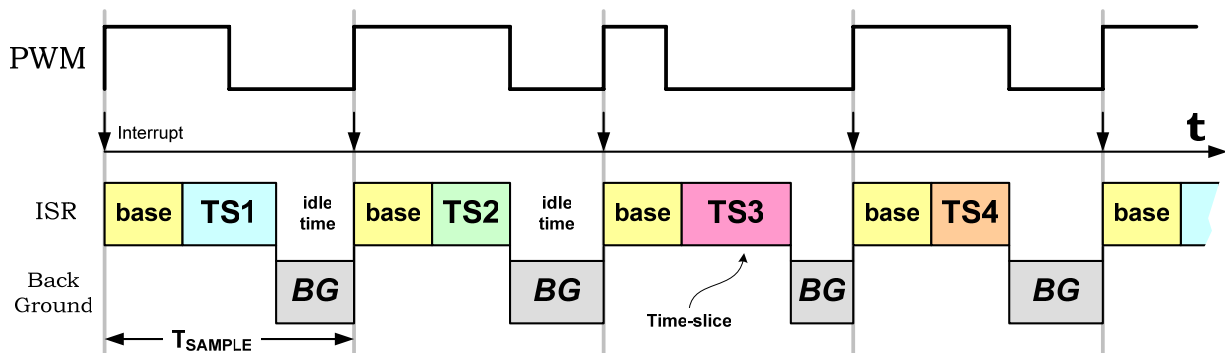 PWM
Interrupt
t
ISR
base
TS1
idle
time
base
TS2
idle
time
base
TS3
base
TS4
base
Back
Ground
BG
BG
BG
BG
Time-slice
TSAMPLE